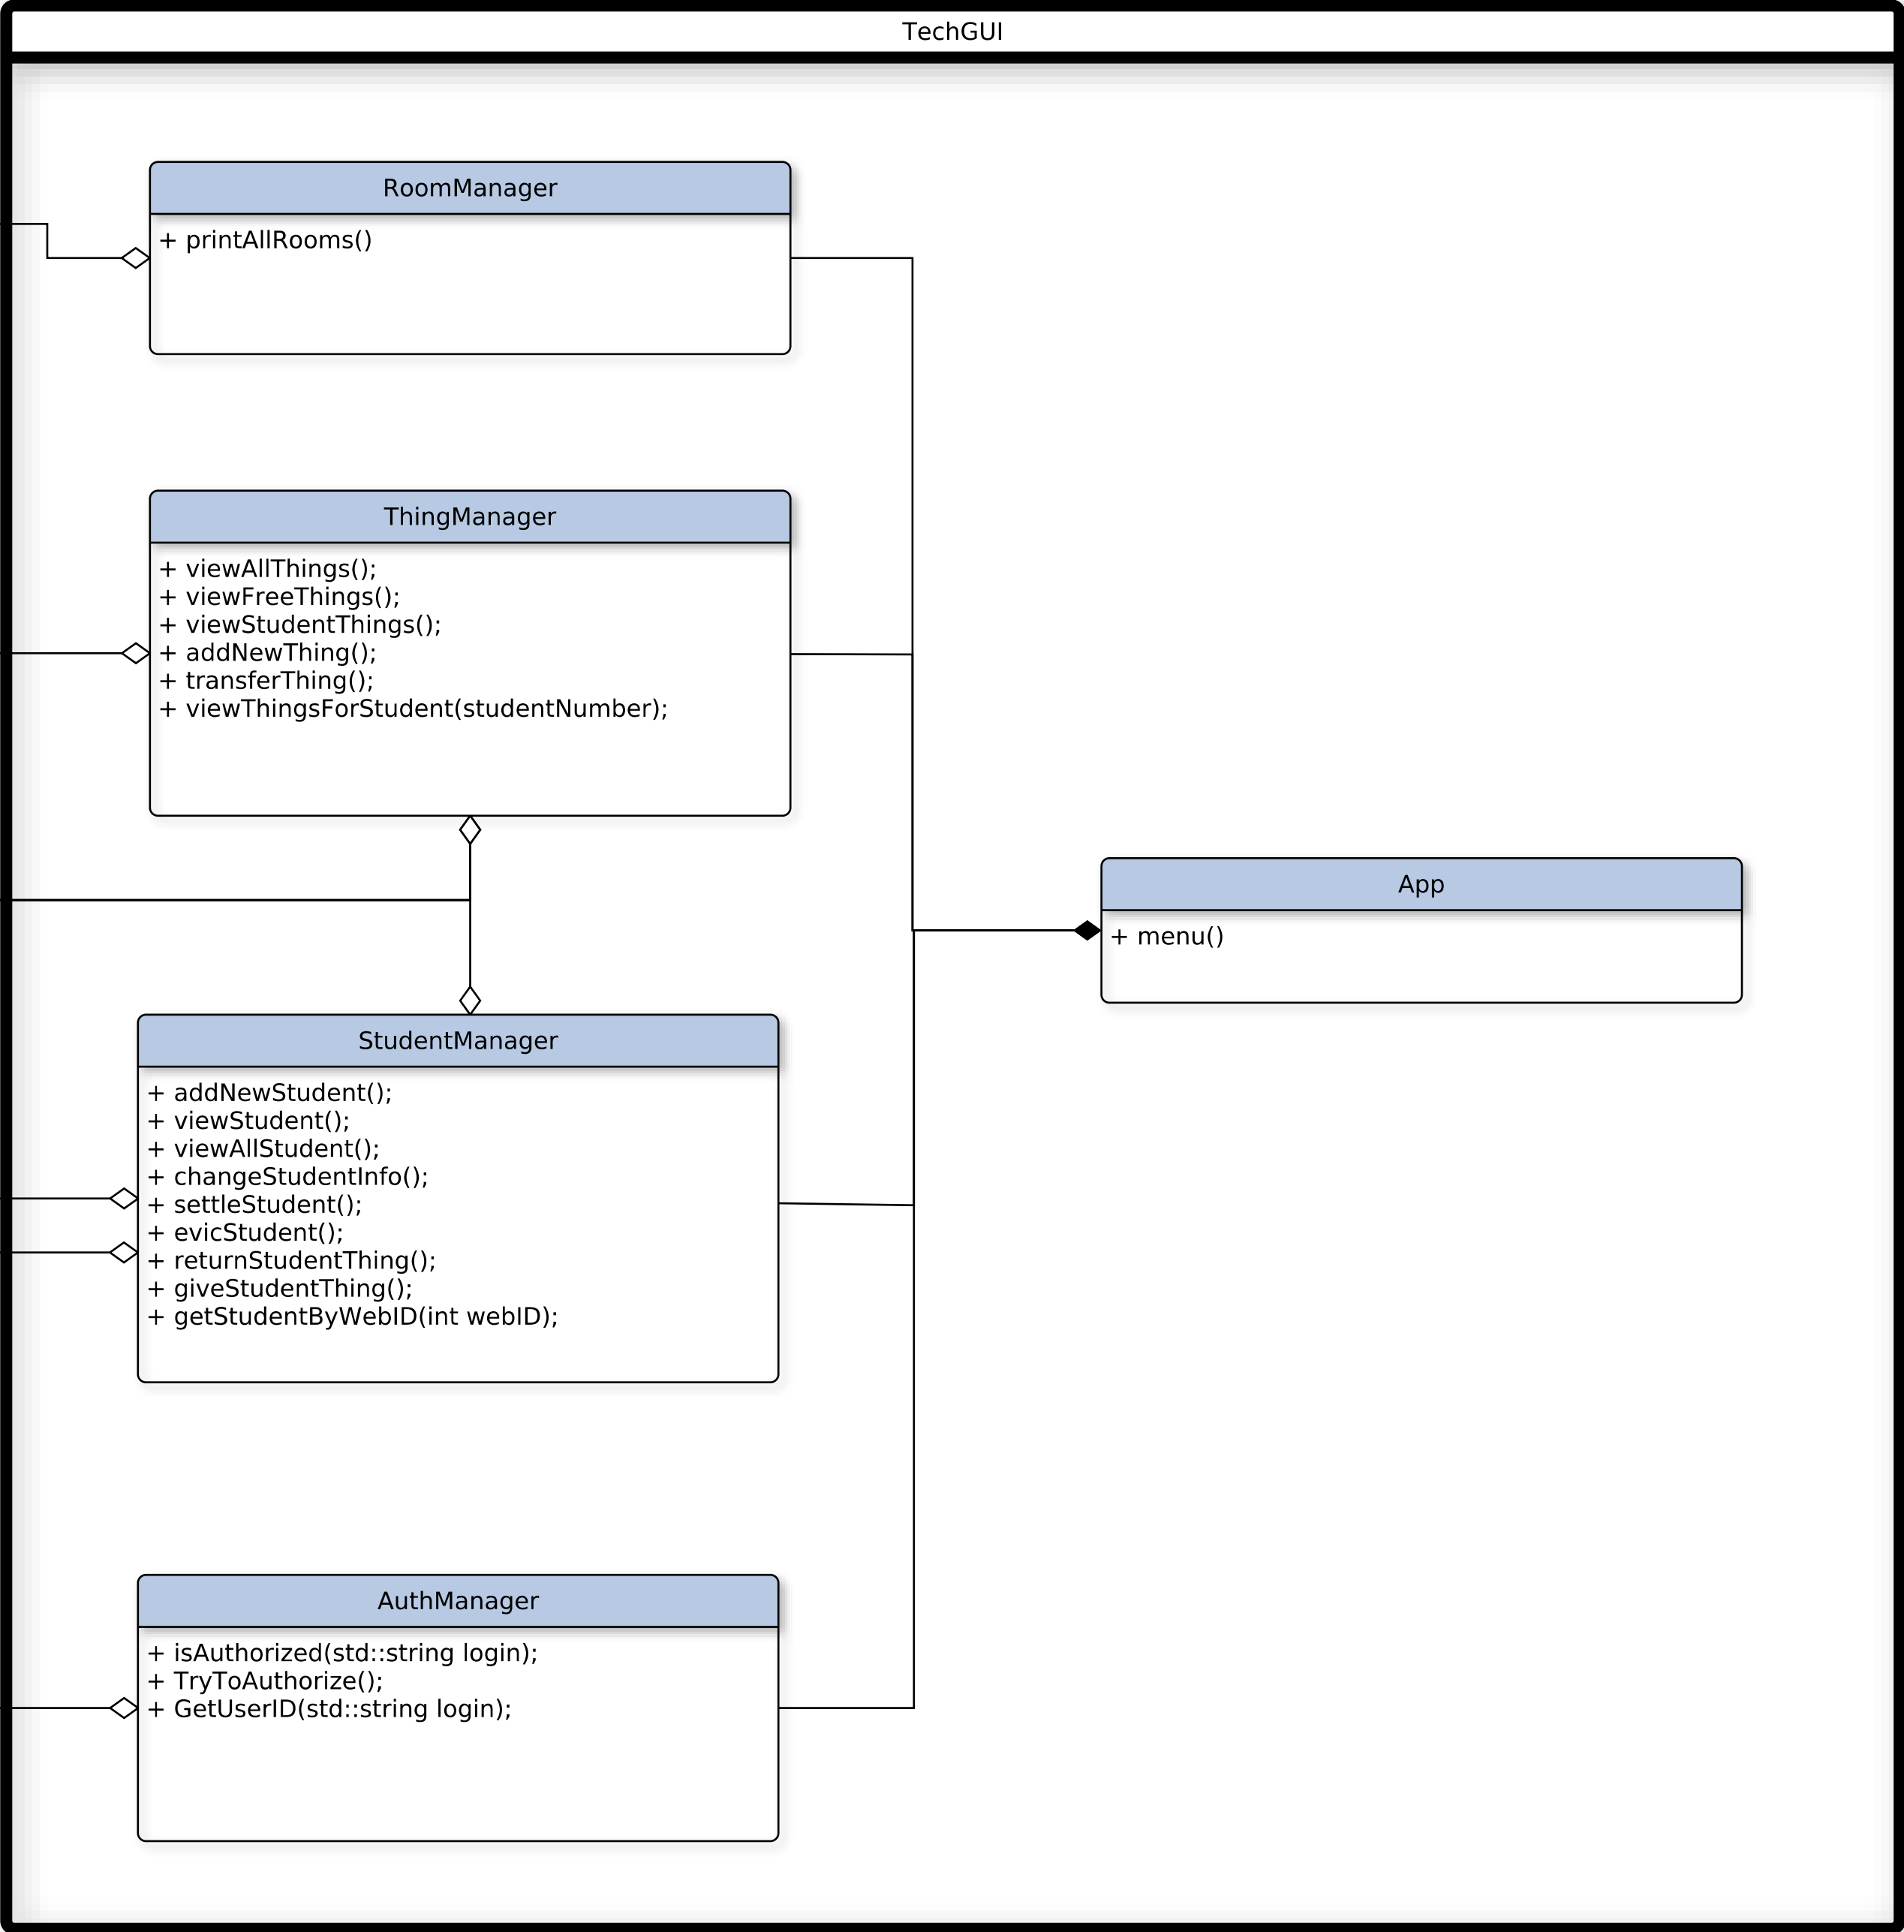 TechGUI
RoomManager
+ printAllRooms()
ThingManager
+ viewAllThings();
+ viewFreeThings();
+ viewStudentThings();
+ addNewThing();
+ transferThing();
+ viewThingsForStudent(studentNumber);
App
+ menu()
StudentManager
+ addNewStudent();
+ viewStudent();
+ viewAllStudent();
+ changeStudentInfo();
+ settleStudent();
+ evicStudent();
+ returnStudentThing();
+ giveStudentThing();
+ getStudentByWebID(int webID);
AuthManager
+ isAuthorized(std::string login);
+ TryToAuthorize();
+ GetUserID(std::string login);